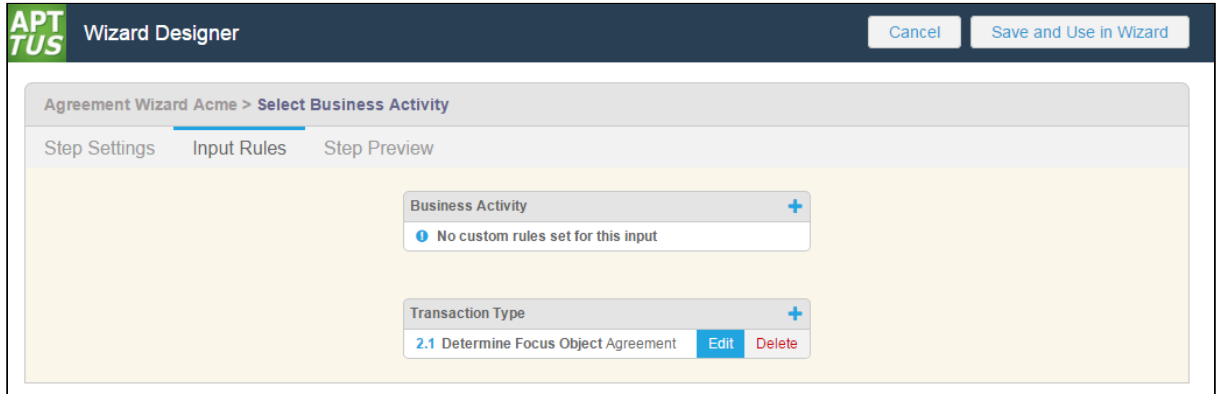 APT
TUS
Wizard Designer
Cancel
Save and Use in Wizard
Agreement Wizard Acme > Select Business Activity
Step Settings
Input Rules
Step Preview
Business Activity
No custom rules set for this input
Transaction Type
2.1 Determine Focus Object Agreement
Edit
Delete